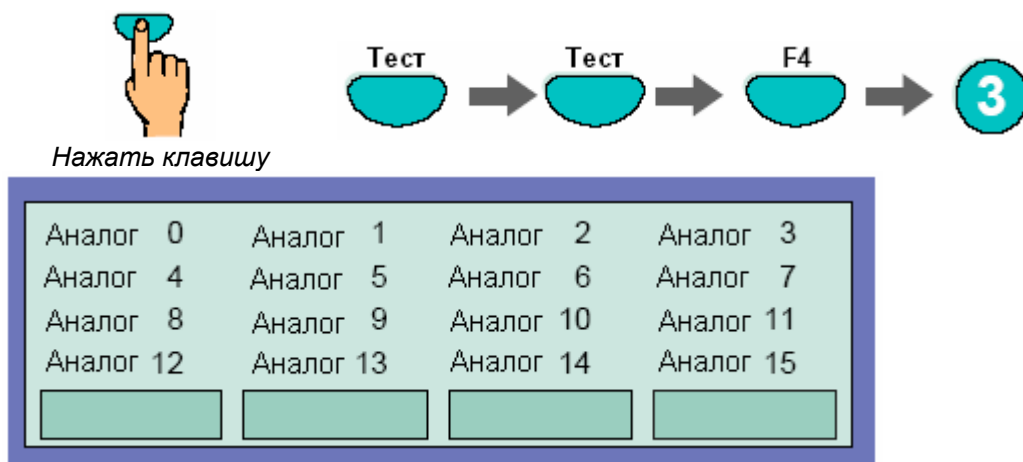 Тест Тест F4
3
Нажать клавишу
Аналог 0 Аналог 1 Аналог 2 Аналог 3
Аналог 4 Аналог 5 Аналог 6 Аналог 7
Аналог 8 Аналог 9 Аналог 10 Аналог 11
Аналог 12 Аналог 13 Аналог 14 Аналог 15